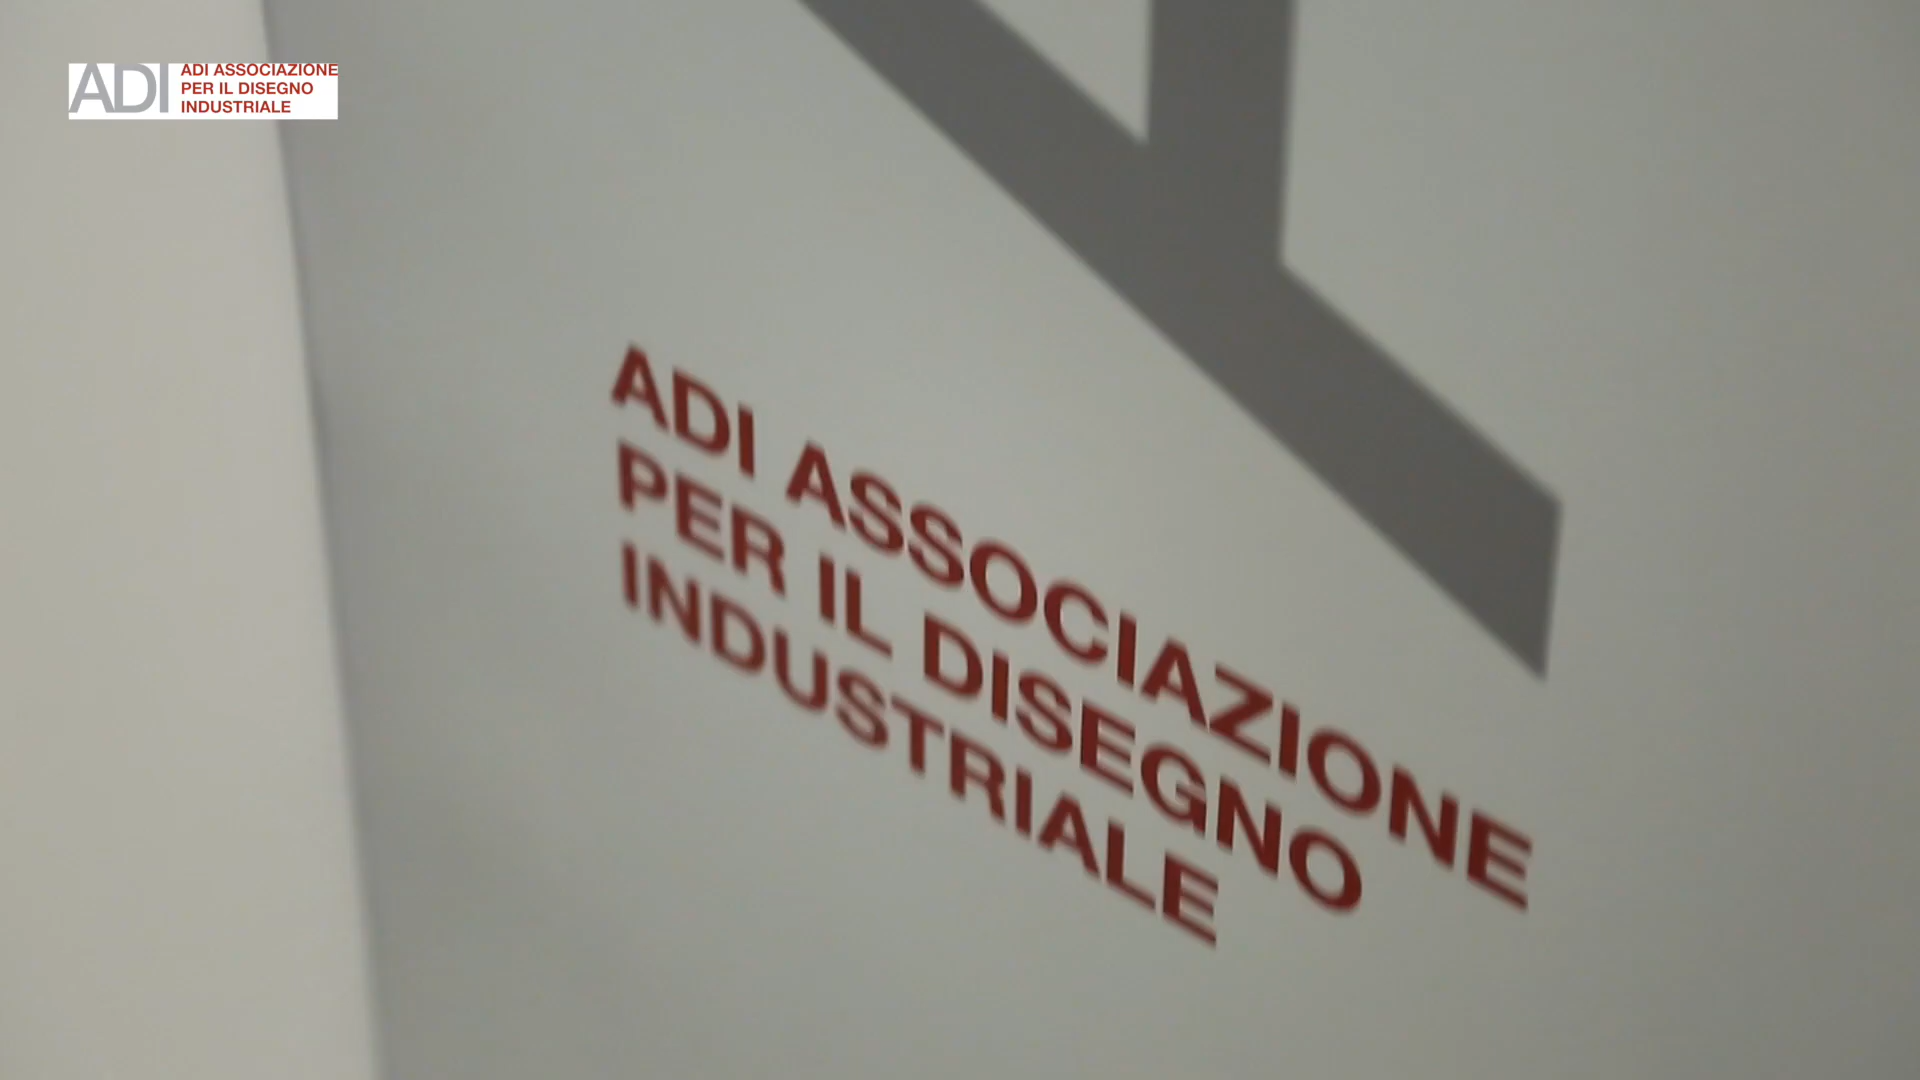 ADI
ADI ASSOCIAZIONE
PER IL DISEGNO
INDUSTRIALE
ADI ASSOCIAZIONE
PER IL DISEGNO
INDUSTRIALE